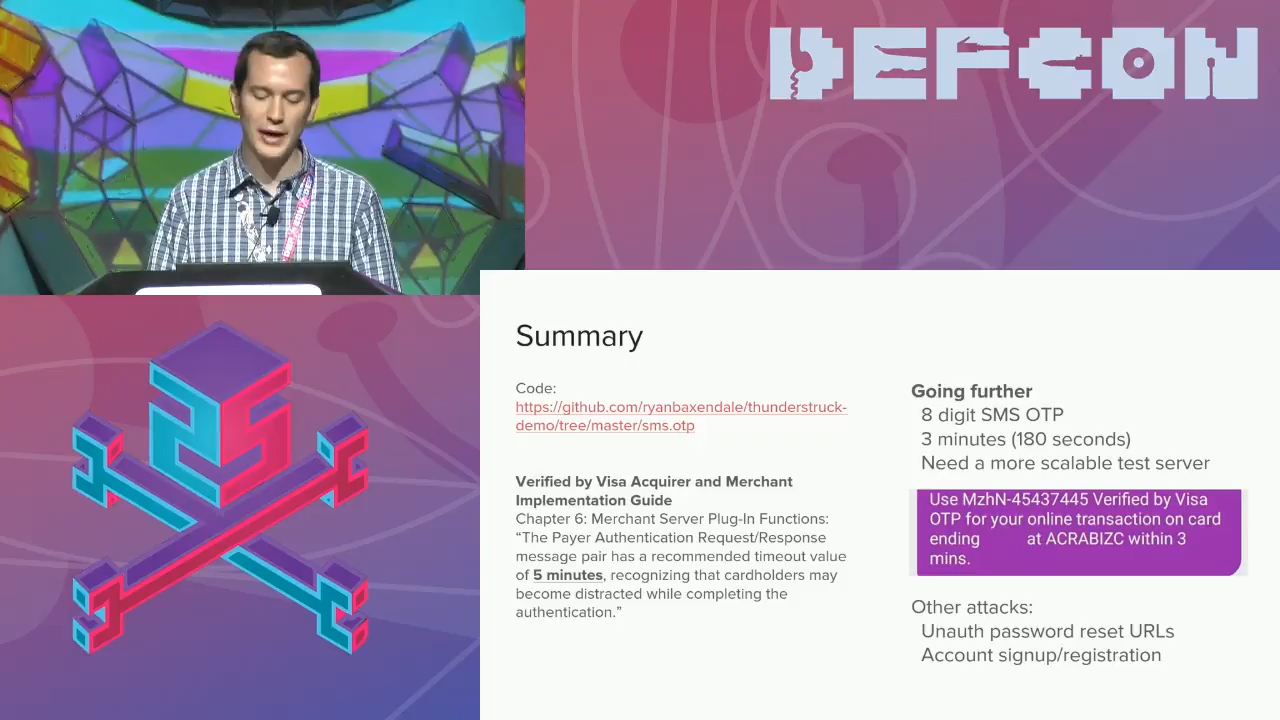 DEFCON
Summary
Code:
https://github.com/ryanbaxendale/thunderstruck-
demo/tree/master/sms.otp
Verified by Visa Acquirer and Merchant
Implementation Guide
Chapter 6: Merchant Server Plug-In Functions:
“The Payer Authentication Request/Response
message pair has a recommended timeout value
of 5 minutes, recognizing that cardholders may
become distracted while completing the
authentication.”
Going further
8 digit SMS OTP
3 minutes (180 seconds)
Need a more scalable test server
Use MzhN-45437445 Verified by Visa
OTP for your online transaction on card
ending at ACRABIZC within 3
mins.
Other attacks:
Unauth password reset URLs
Account signup/registration